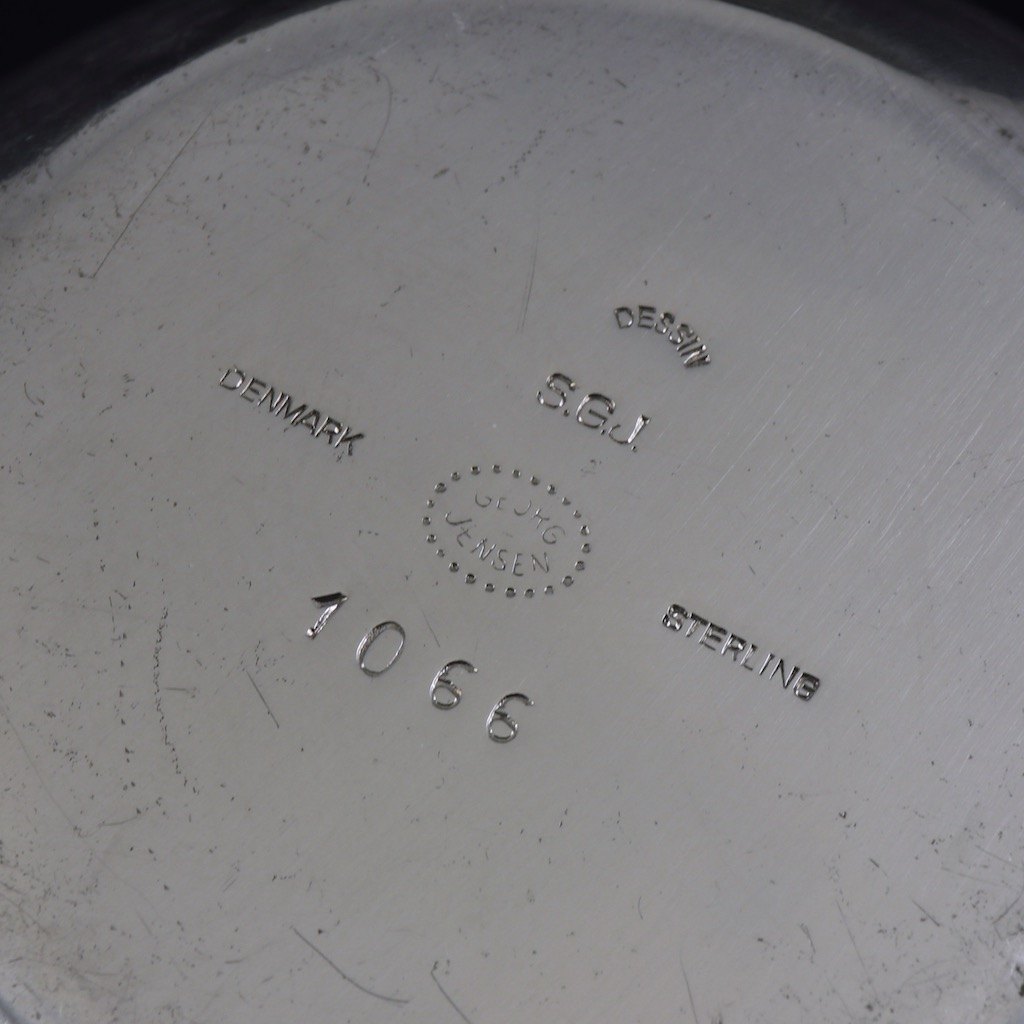 DESSIN
S.G.J.
DENMARK
GEORG
JENSEN
STERLING
1066